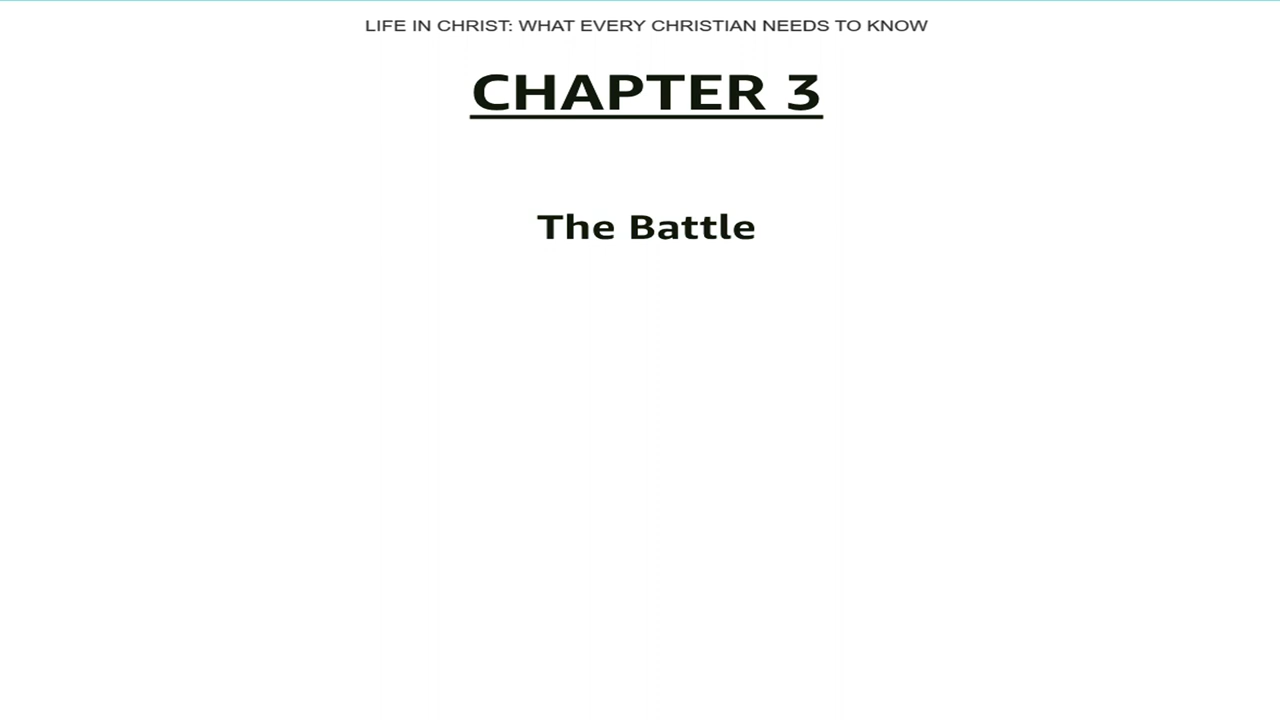 LIFE IN CHRIST: WHAT EVERY CHRISTIAN NEEDS TO KNOW
CHAPTER 3
The Battle